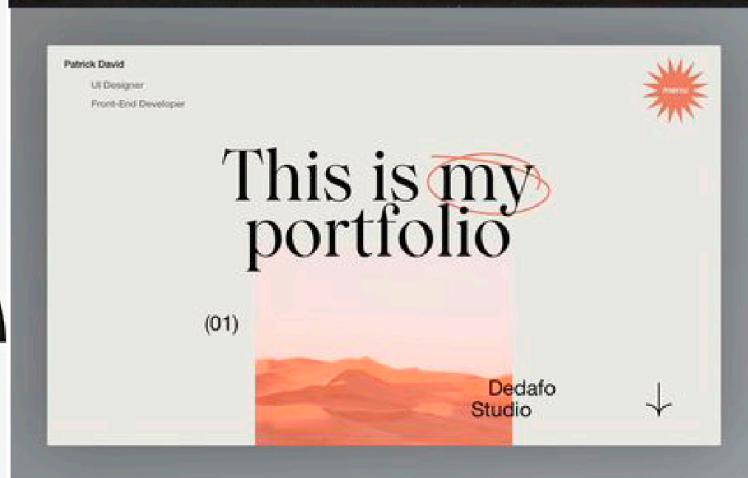 Patrick David
UI Designer
Front-End Developer
menu
This is my
portfolio
(01)
Dedafo
Studio